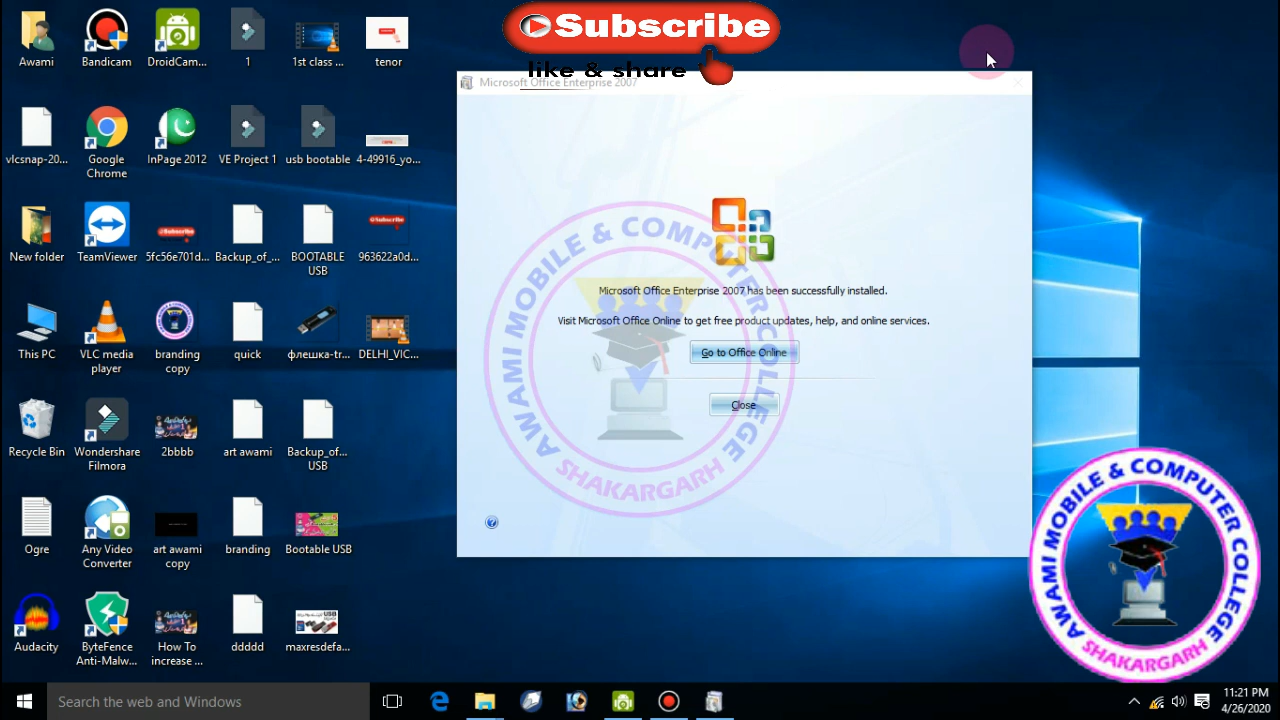 Subscribe
like & share
Awami
Bandicam
DroidCam...
1
1st class ...
tenor
vlcsnap-20...
Google
Chrome
InPage 2012
VE Project 1
usb bootable
4-49916_yo...
New folder
TeamViewer
5fc56e701d...
Backup_of_...
BOOTABLE
USB
963622a0d...
This PC
VLC media
player
branding
copy
quick
флешка-tr...
DELHI_VIC...
Recycle Bin
Wondershare
Filmora
2bbbb
art awami
Backup_of...
USB
Ogre
Any Video
Converter
art awami
copy
branding
Bootable USB
Audacity
ByteFence
Anti-Malw...
How To
increase ...
ddddd
maxresdefa...
Microsoft Office Enterprise 2007
Microsoft Office Enterprise 2007 has been successfully installed.
Visit Microsoft Office Online to get free product updates, help, and online services.
Go to Office Online
Close
AWAMI MOBILE & COMPUTER COLLEGE
SHAKARGARH
AWAMI MOBILE & COMPUTER COLLEGE
SHAKARGARH
Search the web and Windows
11:21 PM
4/26/2020